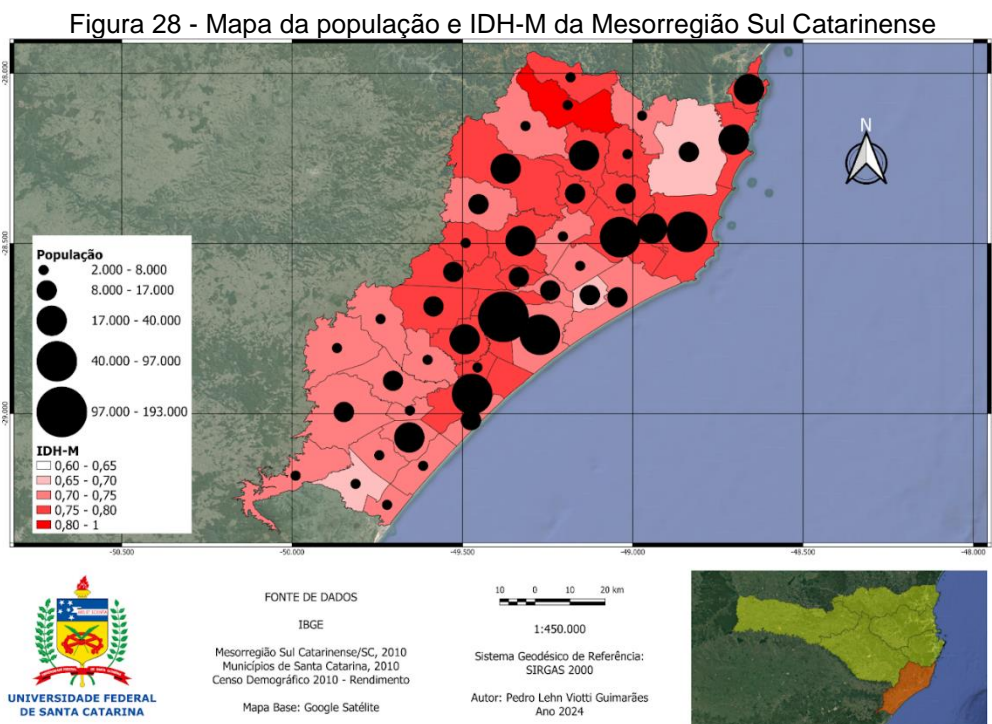 Figura 28 - Mapa da população e IDH-M da Mesorregião Sul Catarinense
-28,000
-28.500
-29.000
N
População
2.000 - 8.000
8.000 - 17.000
17.000 - 40.000
40.000 - 97.000
97.000 - 193.000
IDH-M
0,60 - 0,65
0,65 - 0,70
0,70 - 0,75
0,75 - 0,80
0,80 - 1
-50.500
-50.000
-49.500
-49.000
-48.500
-48.000
UNIVERSIDADE FEDERAL
DE SANTA CATARINA
FONTE DE DADOS
IBGE
Mesorregião Sul Catarinense/SC, 2010
Municípios de Santa Catarina, 2010
Censo Demográfico 2010 - Rendimento
Mapa Base: Google Satélite
10 0 10 20 km
1:450.000
Sistema Geodésico de Referência:
SIRGAS 2000
Autor: Pedro Lehn Viotti Guimarães
Ano 2024